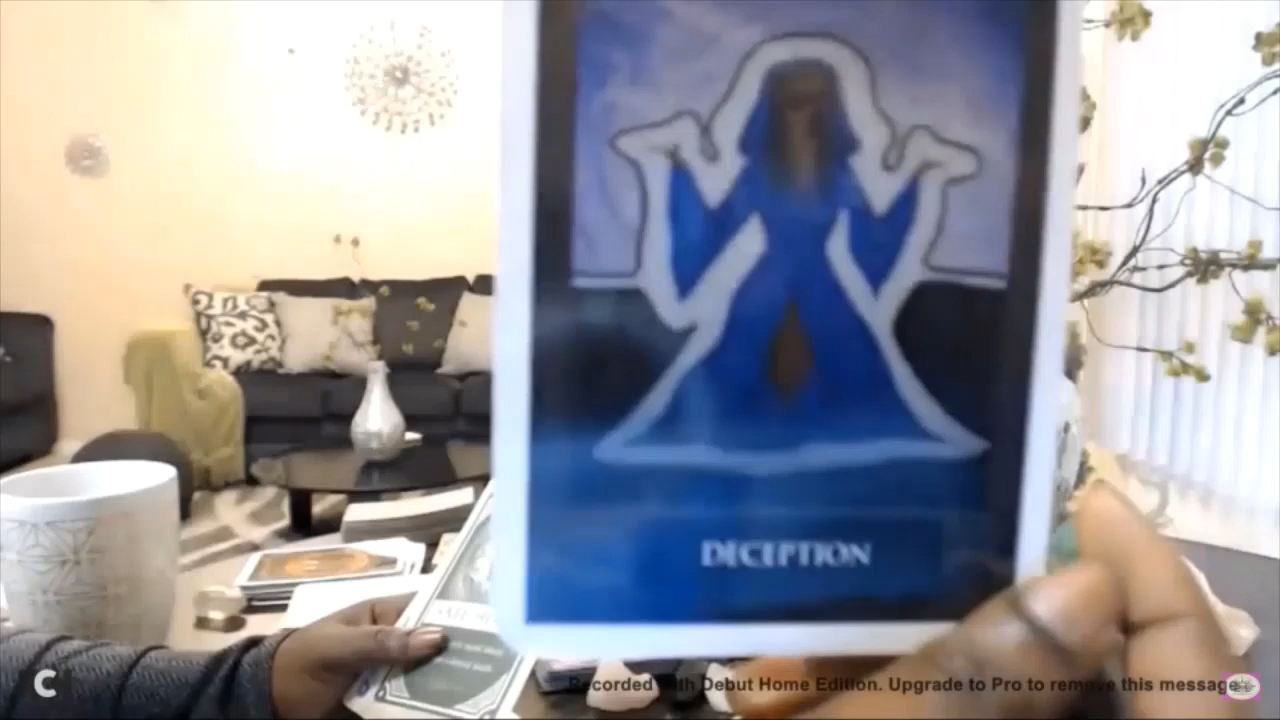 DECEPTION
C
Recorded with Debut Home Edition. Upgrade to Pro to remove this message